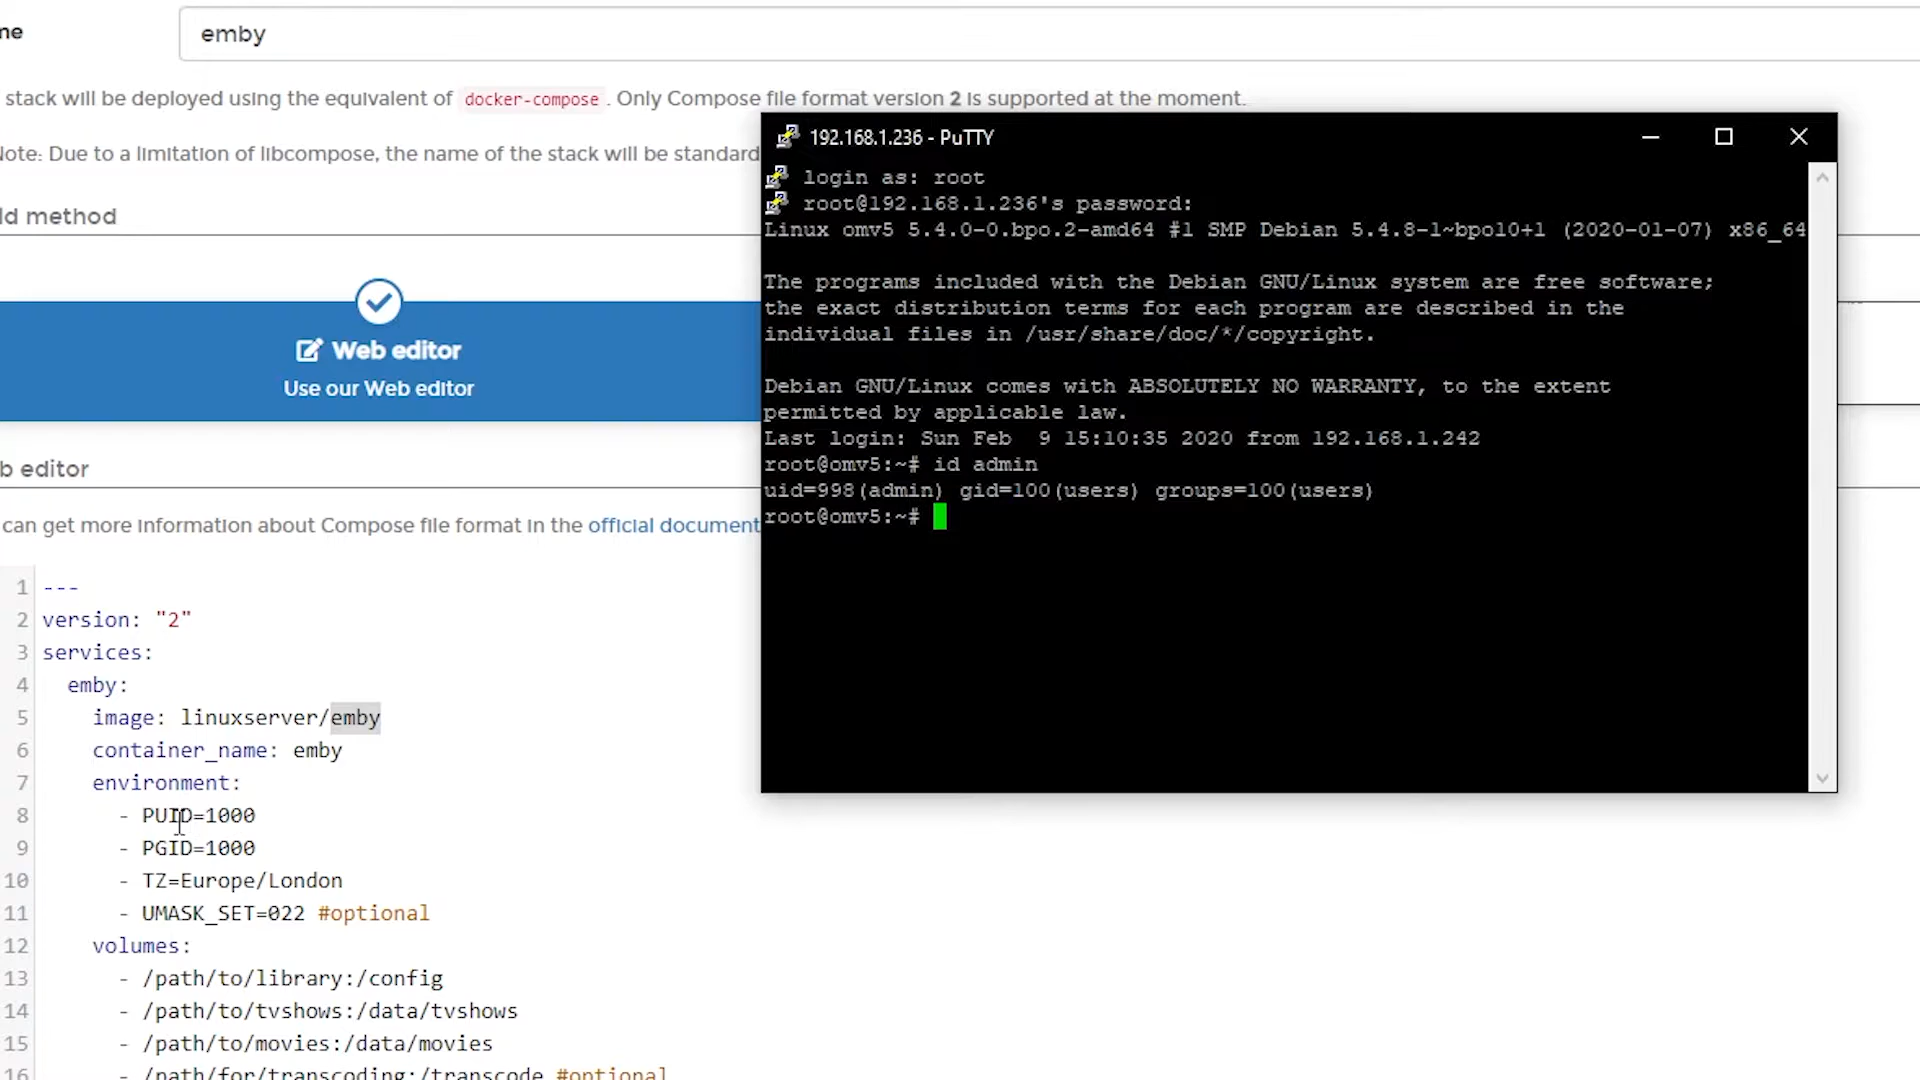 me
emby
stack will be deployed using the equivalent of docker-compose . Only Compose file format version 2 is supported at the moment.
Note: Due to a limitation of libcompose, the name of the stack will be standard
ld method
Web editor
Use our Web editor
b editor
can get more information about Compose file format in the official document
1 ---
2 version: "2"
3 services:
4 emby:
5 image: linuxserver/emby
6 container_name: emby
7 environment:
8 - PUID=1000
9 - PGID=1000
10 - TZ=Europe/London
11 - UMASK_SET=022 #optional
12 volumes:
13 - /path/to/library:/config
14 - /path/to/tvshows:/data/tvshows
15 - /path/to/movies:/data/movies
16 - /path/for/transcoding:/transcode #optional
192.168.1.236 - PuTTY
login as: root
root@192.168.1.236's password:
Linux omv5 5.4.0-0.bpo.2-amd64 #1 SMP Debian 5.4.8-1~bpo10+1 (2020-01-07) x86_64
The programs included with the Debian GNU/Linux system are free software;
the exact distribution terms for each program are described in the
individual files in /usr/share/doc/*/copyright.
Debian GNU/Linux comes with ABSOLUTELY NO WARRANTY, to the extent
permitted by applicable law.
Last login: Sun Feb  9 15:10:35 2020 from 192.168.1.242
root@omv5:~# id admin
uid=998(admin) gid=100(users) groups=100(users)
root@omv5:~#